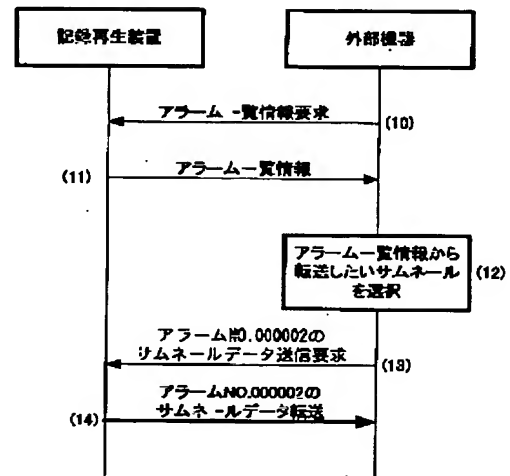 記録再生装置
外部機器
アラーム一覧情報要求
(10)
(11)
アラーム一覧情報
アラーム一覧情報から
転送したいサムネール
を選択
(12)
アラームNO.000002の
サムネールデータ送信要求
(13)
アラームNO.000002の
サムネールデータ転送
(14)